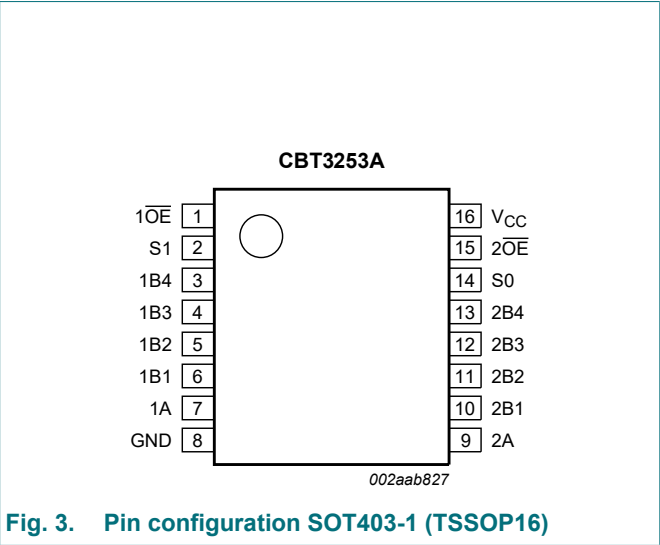 CBT3253A
1O̅E̅ 1
S1 2
1B4 3
1B3 4
1B2 5
1B1 6
1A 7
GND 8
16 VCC
15 2O̅E̅
14 S0
13 2B4
12 2B3
11 2B2
10 2B1
9 2A
002aab827
Fig. 3. Pin configuration SOT403-1 (TSSOP16)